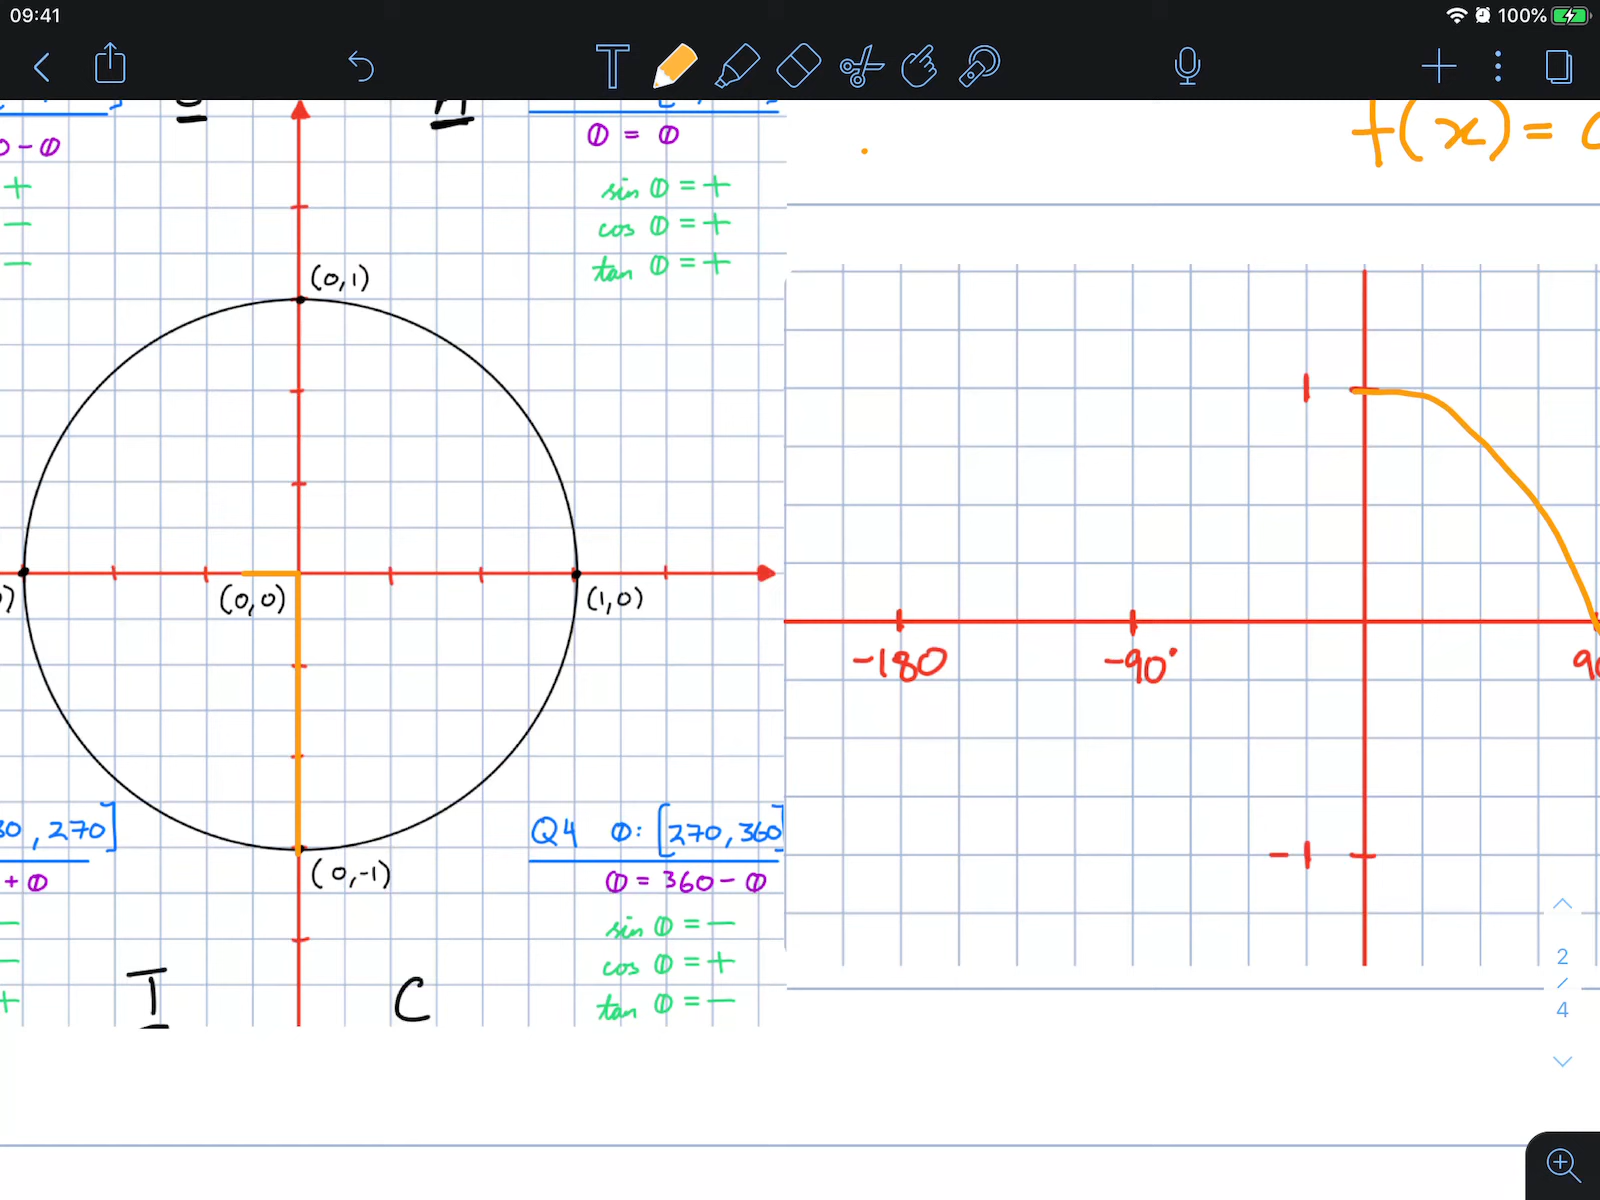 09:41
100%
A
f(x) =
Φ = Φ
sin Φ = +
cos Φ = +
tan Φ = +
+
−
−
(0,1)
(0,0)
(1,0)
1
-180
-90°
-1
, 270]
Q4 Φ: [270, 360]
(0,-1)
+ Φ
Φ = 360 - Φ
sin Φ = −
cos Φ = +
tan Φ = −
−
−
+
T
C
2
/
4